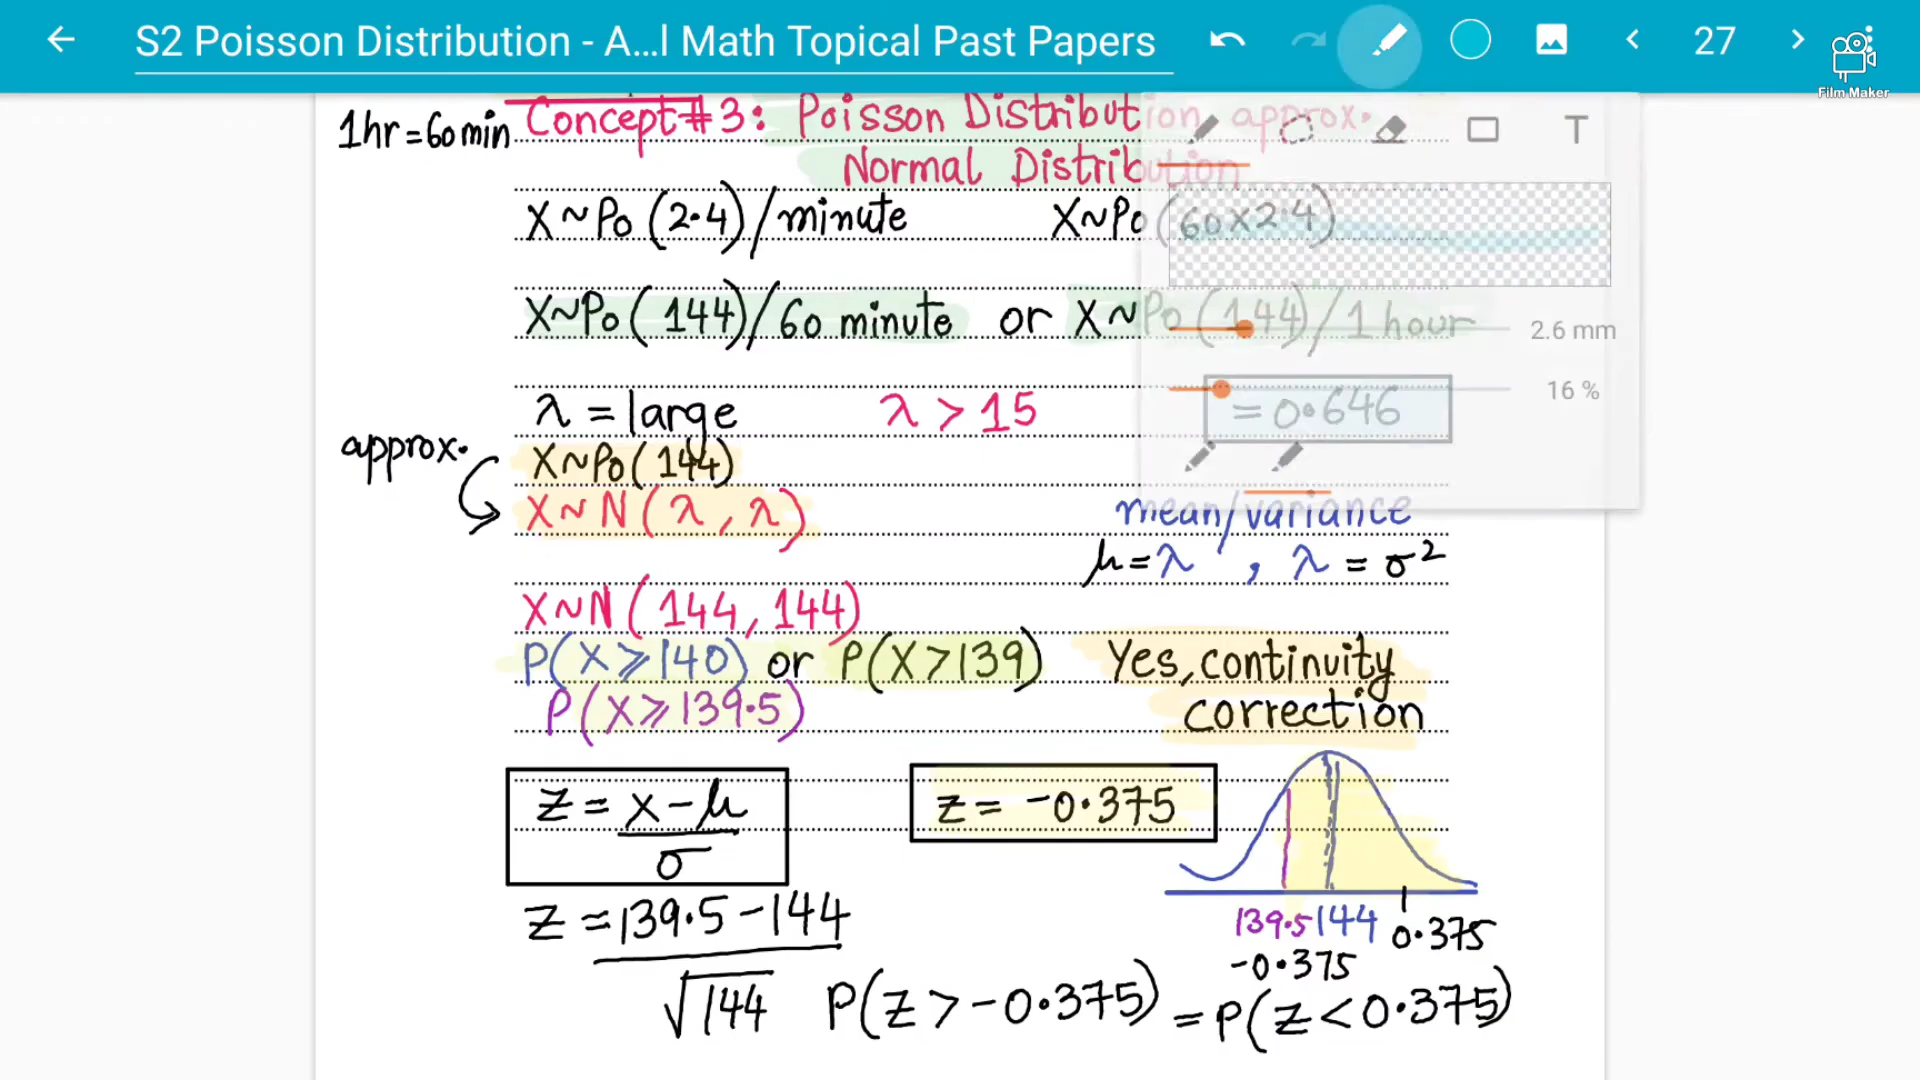 S2 Poisson Distribution - A...l Math Topical Past Papers
27
Film Maker
1hr = 60 min
Concept #3: Poisson Distribution approx.
Normal Distribution
T
X~Po (2.4)/minute X~Po (60x2.4)
X~Po (144)/60 minute or X~Po (144)/1 hour
2.6 mm
16 %
λ = large λ > 15
= 0.646
approx.
X~Po(144)
X~N(λ, λ)
mean/variance
μ = λ , λ = σ²
X~N(144, 144)
P(X ⩾ 140) or P(X > 139) Yes, continuity
P(X ⩾ 139.5) correction
z = x - μ
σ
z = -0.375
z = 139.5 - 144
√144
139.5 144 0.375
-0.375
P(z > -0.375) = P(z < 0.375)